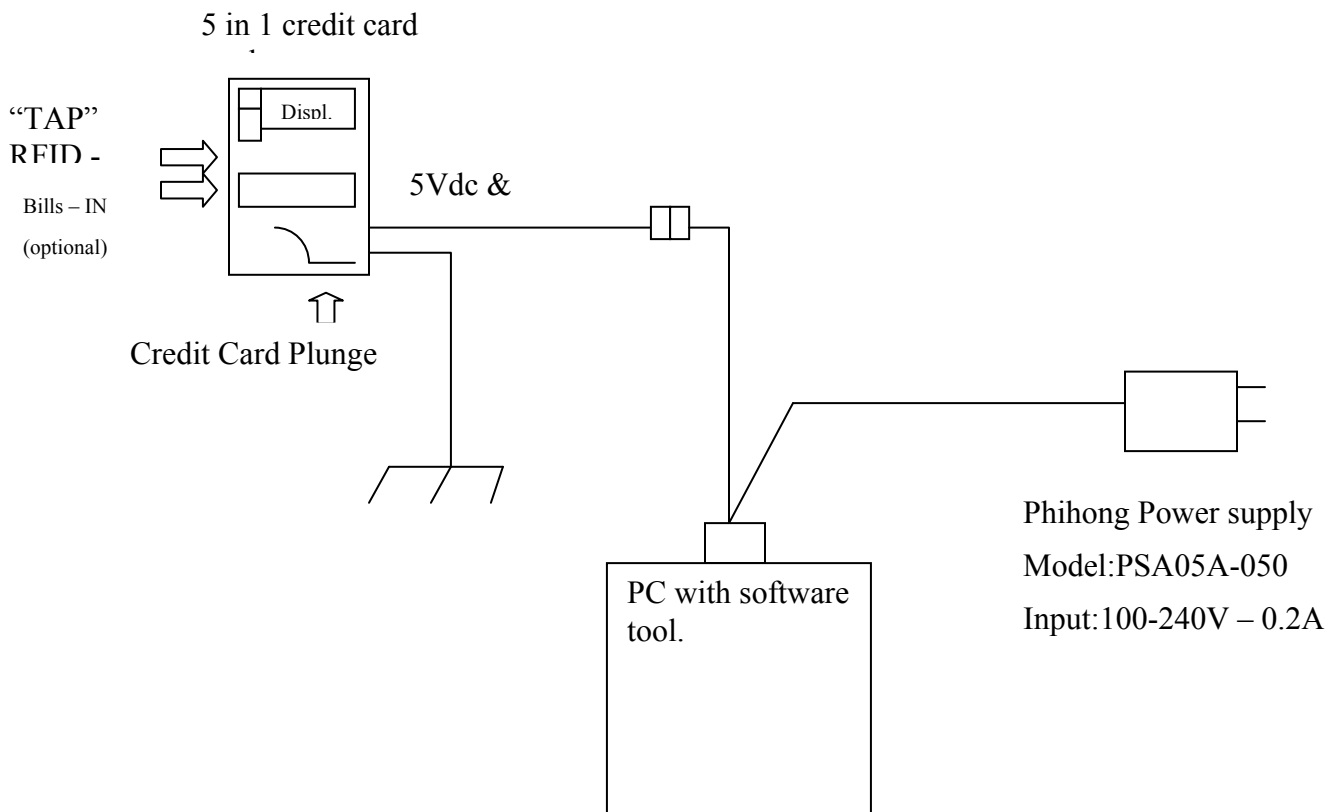 5 in 1 credit card
Displ.
“TAP”
RFID -
Bills – IN
(optional)
5Vdc &
Credit Card Plunge
Phihong Power supply
Model:PSA05A-050
Input:100-240V – 0.2A
PC with software
tool.